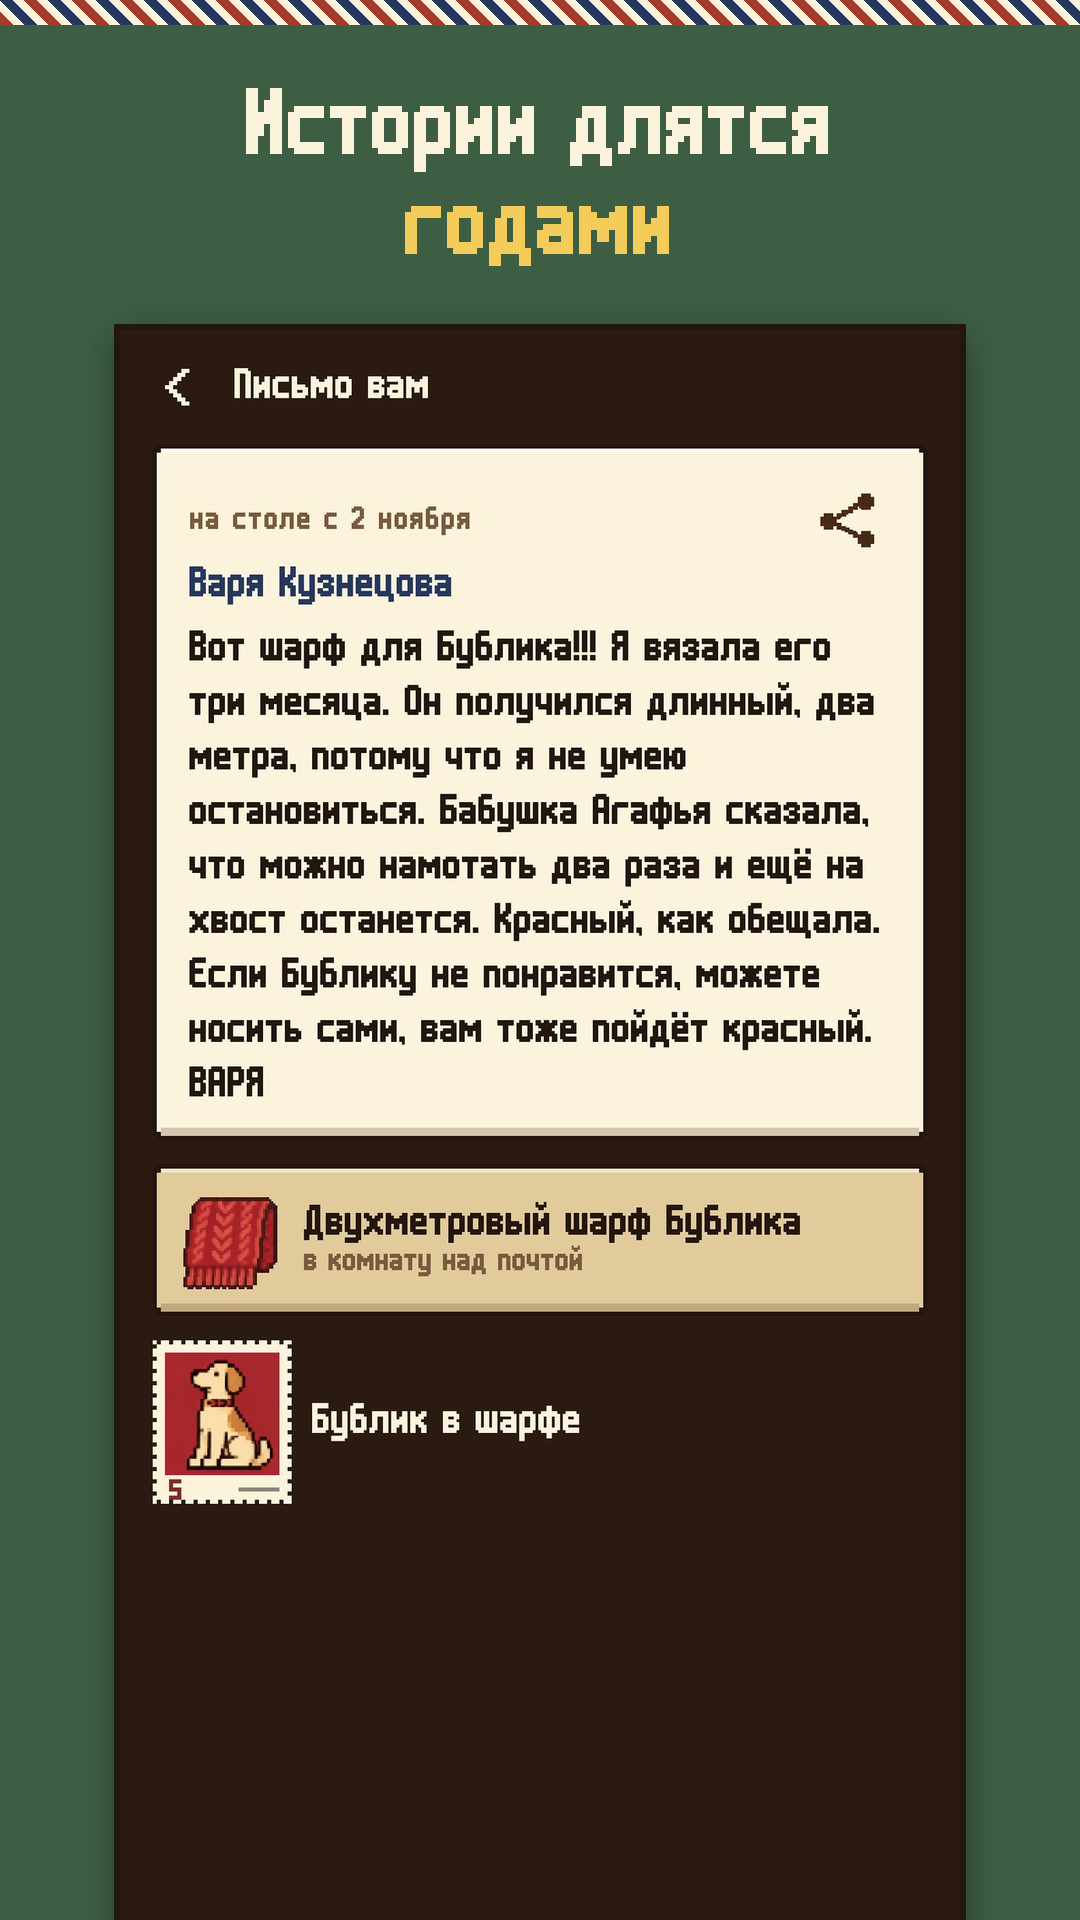 Истории длятся
годами
Письмо вам
на столе с 2 ноября
Варя Кузнецова
Вот шарф для Бублика!!! Я вязала его
три месяца. Он получился длинный, два
метра, потому что я не умею
остановиться. Бабушка Агафья сказала,
что можно намотать два раза и ещё на
хвост останется. Красный, как обещала.
Если Бублику не понравится, можете
носить сами, вам тоже пойдёт красный.
ВАРЯ
Двухметровый шарф Бублика
в комнату над почтой
Бублик в шарфе
5